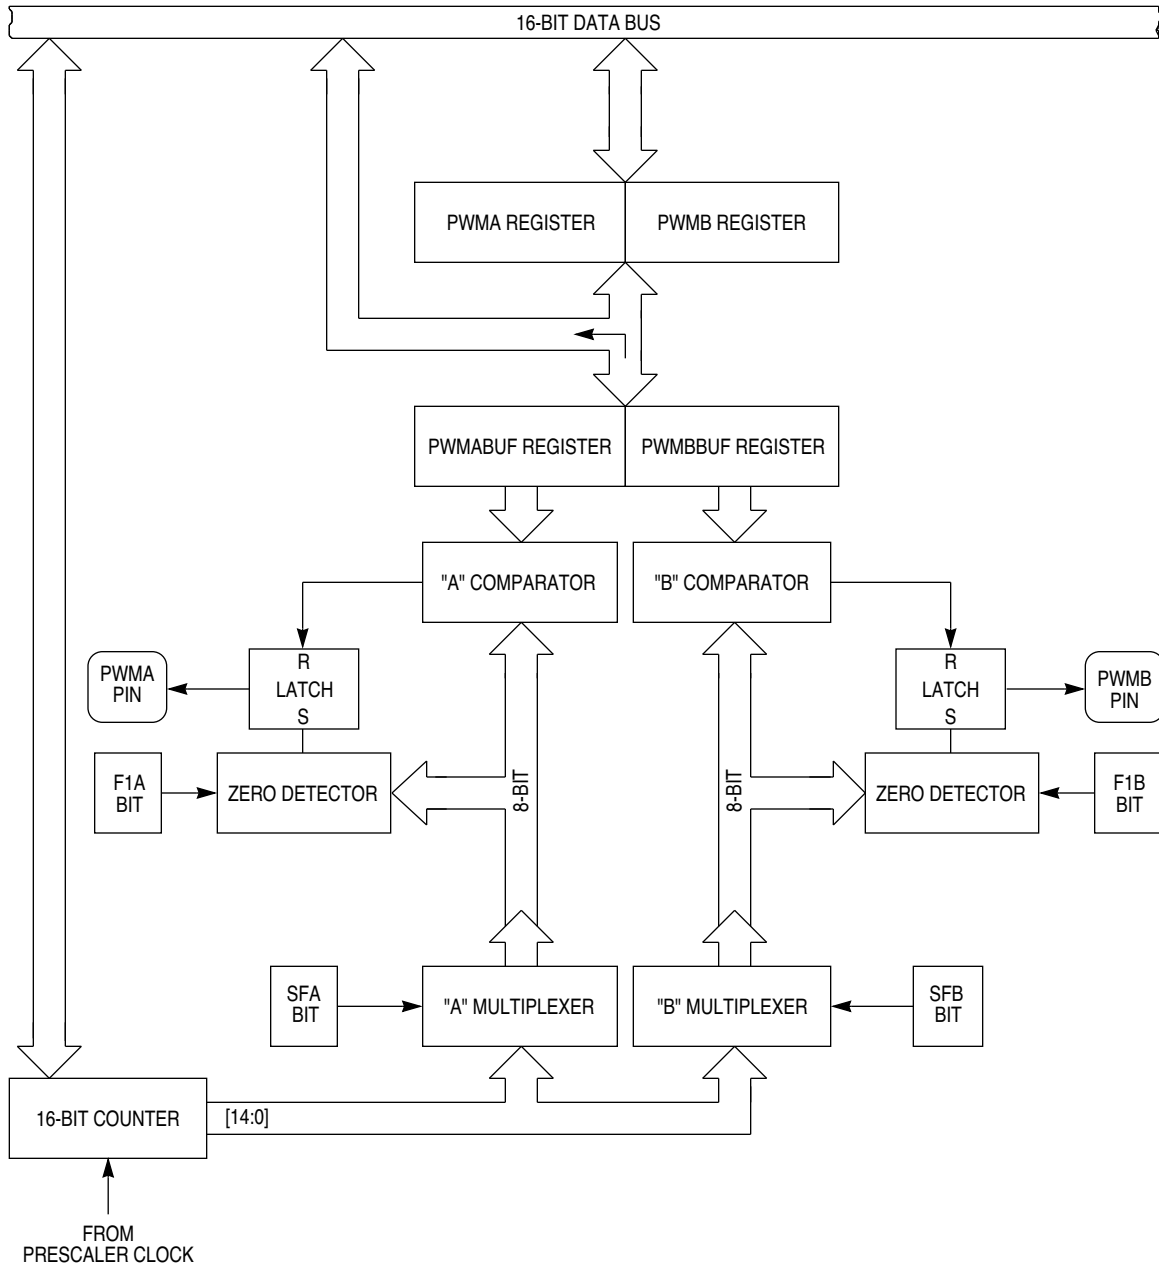 16-BIT DATA BUS
PWMA REGISTER
PWMB REGISTER
PWMABUF REGISTER
PWMBBUF REGISTER
"A" COMPARATOR
"B" COMPARATOR
PWMA
PIN
R
LATCH
S
R
LATCH
S
PWMB
PIN
F1A
BIT
ZERO DETECTOR
8-BIT
8-BIT
ZERO DETECTOR
F1B
BIT
SFA
BIT
"A" MULTIPLEXER
"B" MULTIPLEXER
SFB
BIT
16-BIT COUNTER
[14:0]
FROM
PRESCALER CLOCK